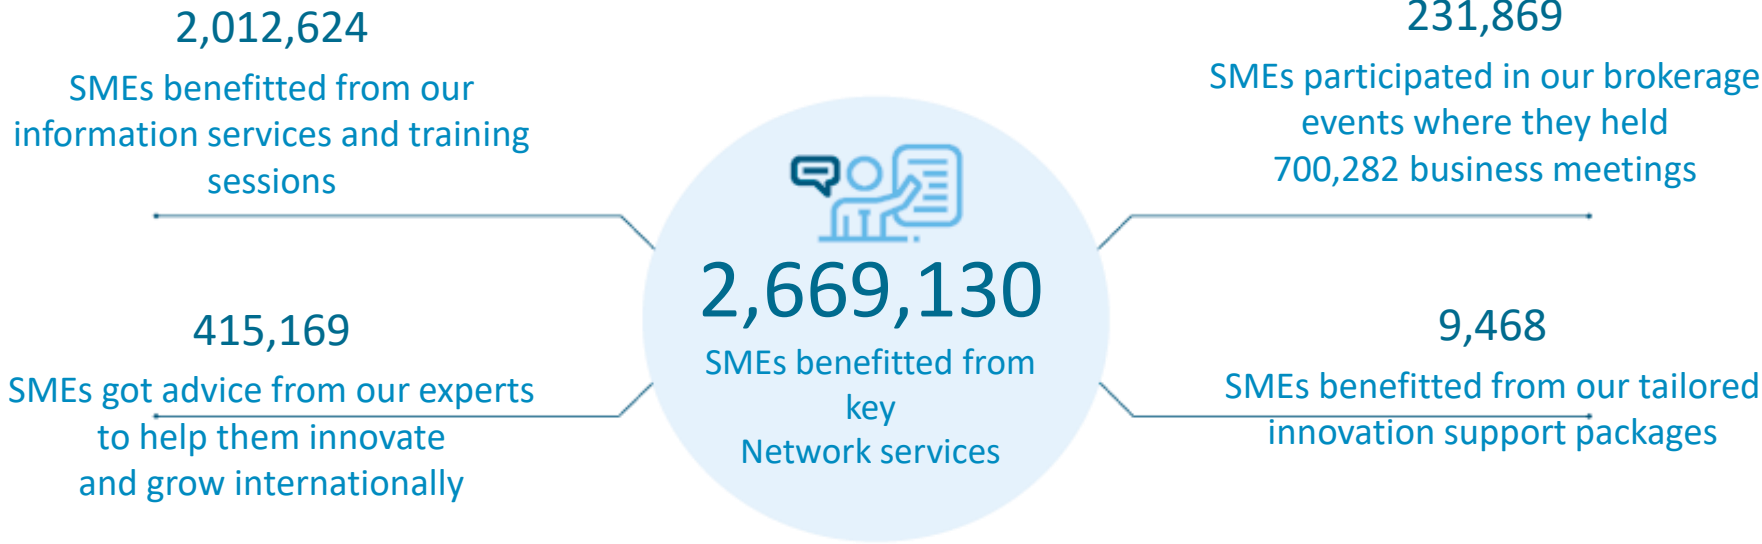 2,012,624
SMEs benefitted from our
information services and training
sessions
415,169
SMEs got advice from our experts
to help them innovate
and grow internationally
2,669,130
SMEs benefitted from
key
Network services
231,869
SMEs participated in our brokerage
events where they held
700,282 business meetings
9,468
SMEs benefitted from our tailored
innovation support packages